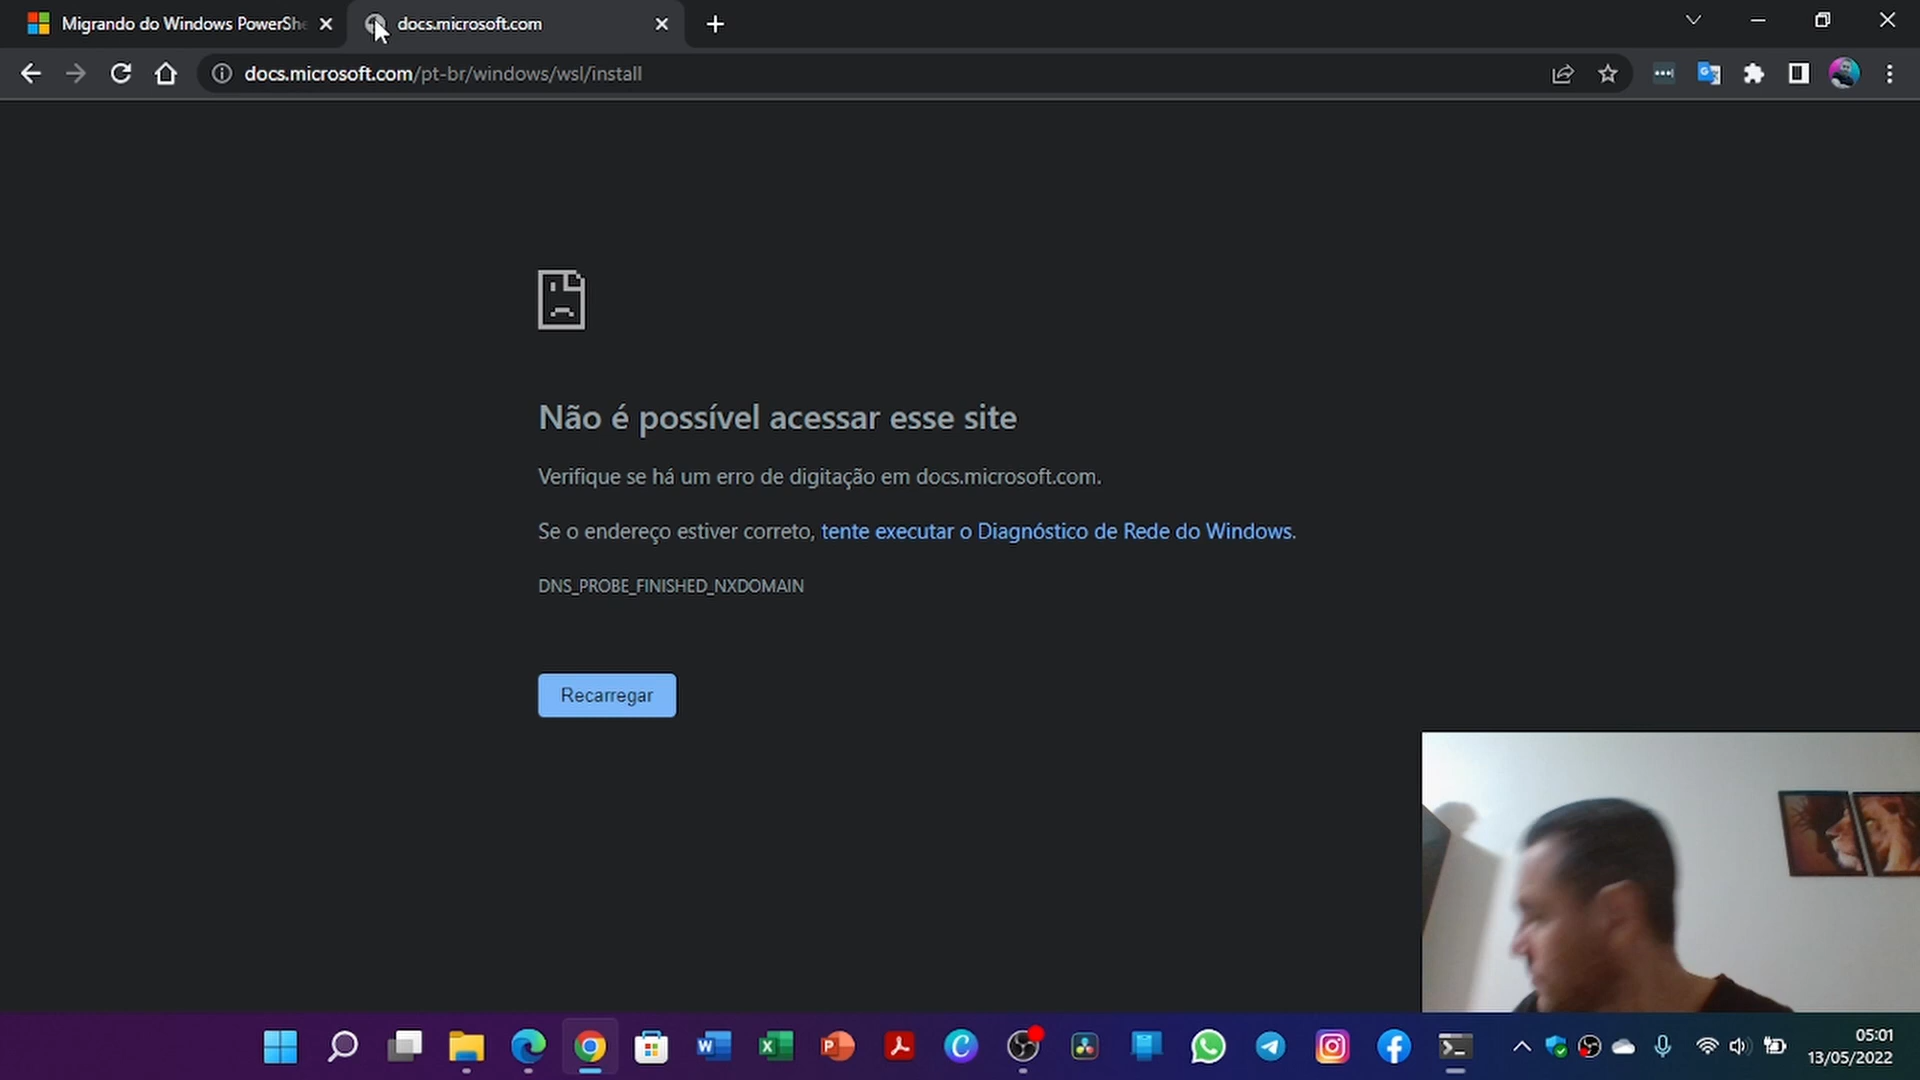 Migrando do Windows PowerShe
docs.microsoft.com
docs.microsoft.com/pt-br/windows/wsl/install
Não é possível acessar esse site
Verifique se há um erro de digitação em docs.microsoft.com.
Se o endereço estiver correto, tente executar o Diagnóstico de Rede do Windows.
DNS_PROBE_FINISHED_NXDOMAIN
Recarregar
05:01
13/05/2022